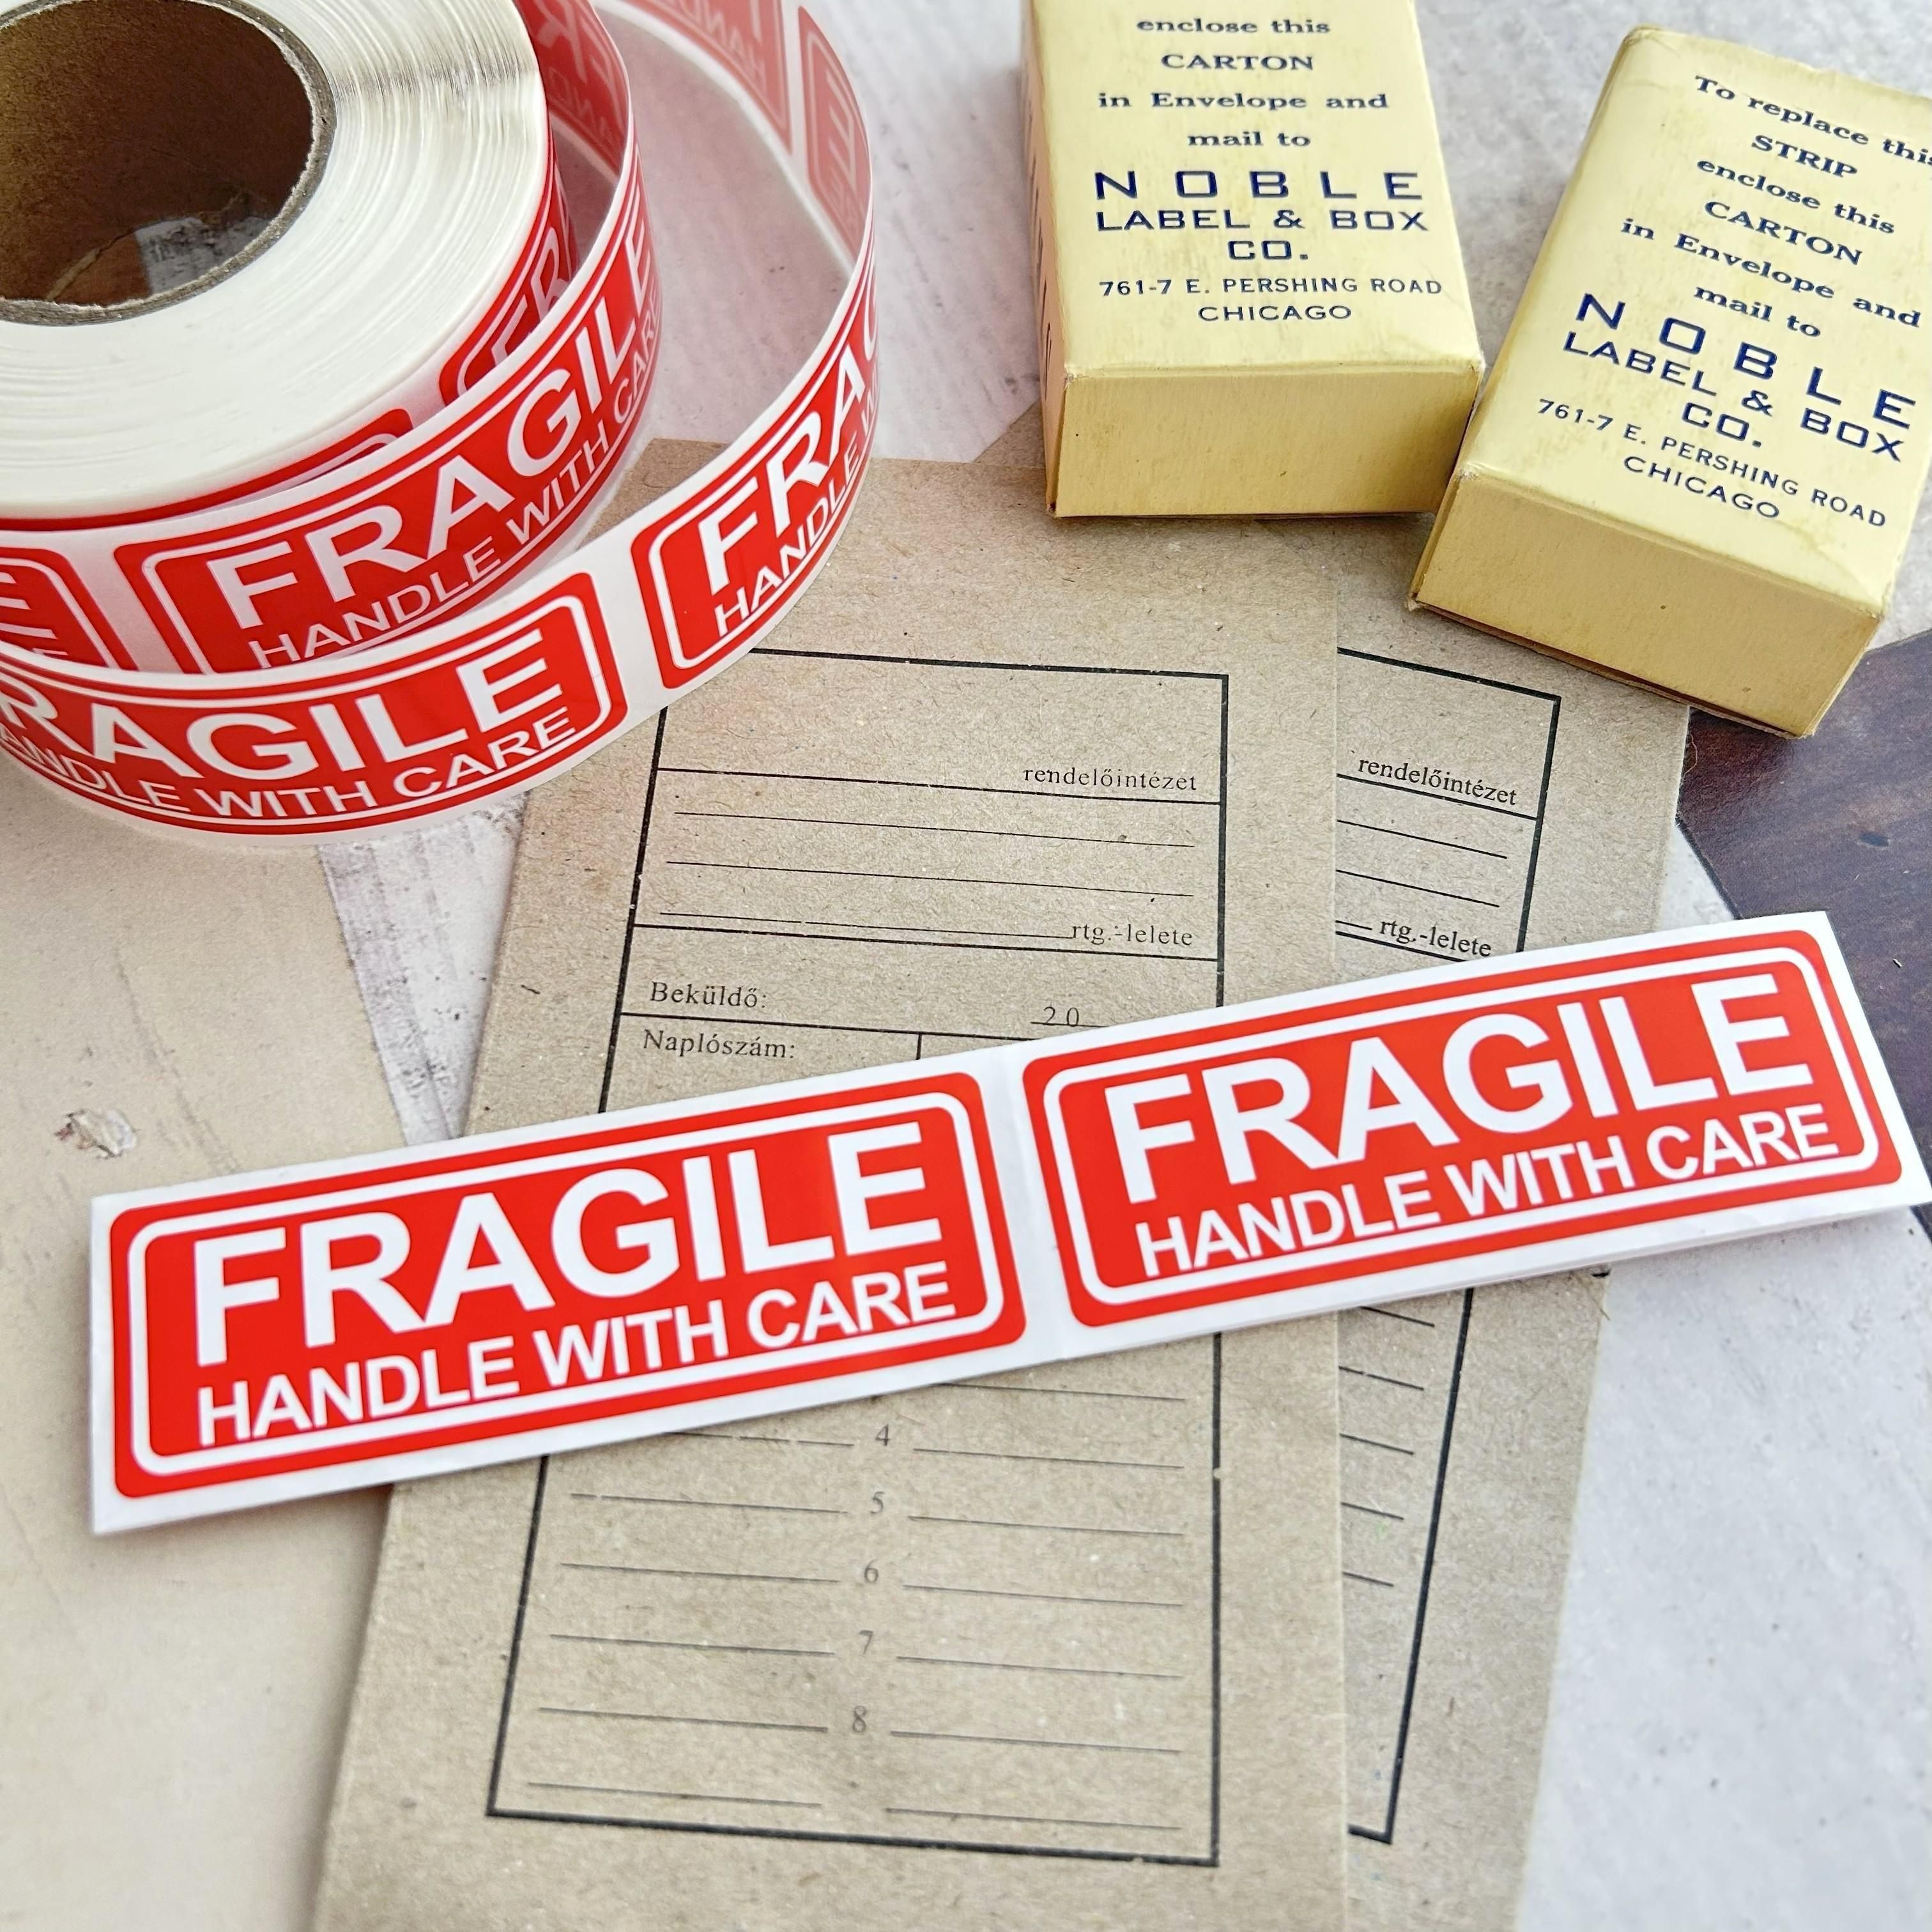 enclose this
CARTON
in Envelope and
mail to
NOBLE
LABEL & BOX
CO.
761-7 E. PERSHING ROAD
CHICAGO
To replace this
STRIP
enclose this
CARTON
in Envelope and
mail to
NOBLE
LABEL & BOX
CO.
761-7 E. PERSHING ROAD
CHICAGO
FRAGILE
HANDLE WITH CARE
FRAGILE
HANDLE WITH CARE
FRAG
HANDLE
rendelőintézet
rtg.-lelete
Beküldő:
20
Naplószám:
rendelőintézet
rtg.-lelete
FRAGILE
HANDLE WITH CARE
FRAGILE
HANDLE WITH CARE
4
5
6
7
8